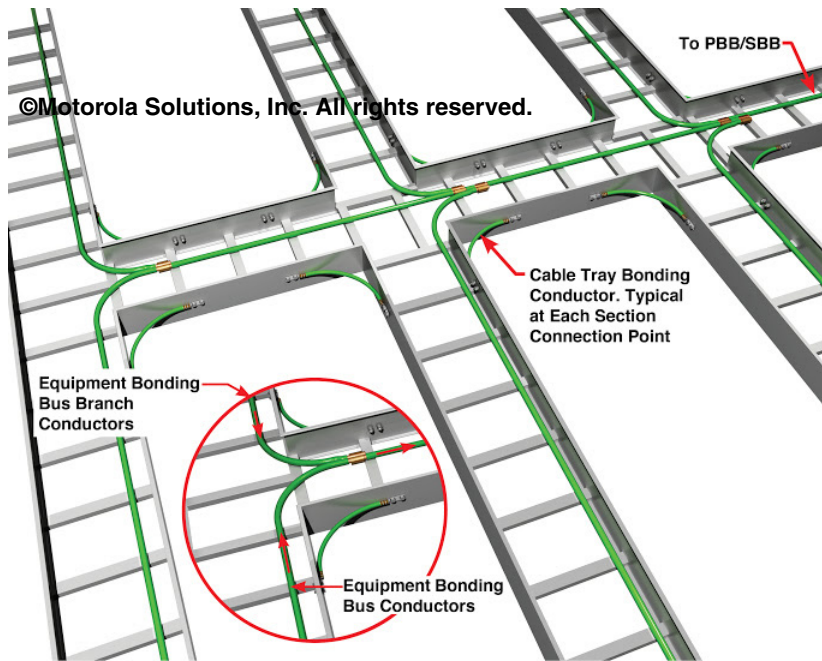 To PBB/SBB
©Motorola Solutions, Inc. All rights reserved.
Cable Tray Bonding
Conductor. Typical
at Each Section
Connection Point
Equipment Bonding
Bus Branch
Conductors
Equipment Bonding
Bus Conductors